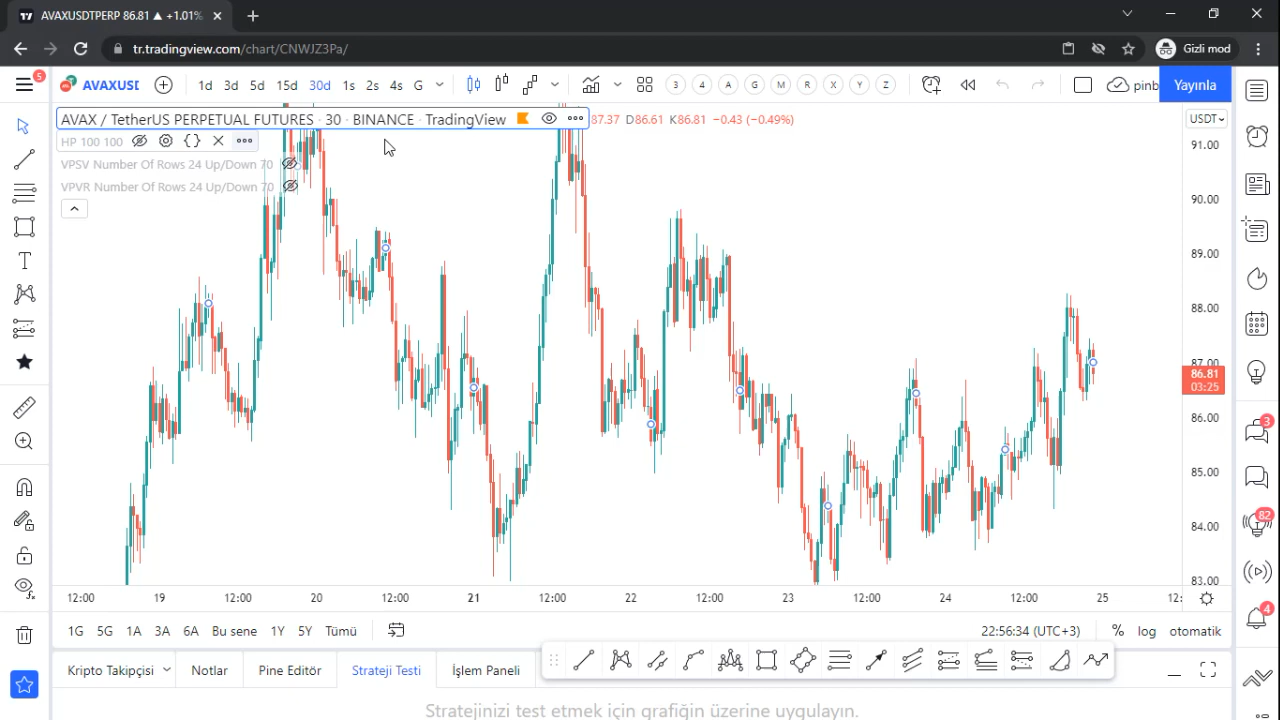 AVAXUSDTPERP 86.81 ▲ +1.01%
tr.tradingview.com/chart/CNWJZ3Pa/
Gizli mod
5
AVAXUSI
1d 3d 5d 15d 30d 1s 2s 4s G
3 4 A G M R X Y Z
pinb
Yayınla
AVAX / TetherUS PERPETUAL FUTURES · 30 · BINANCE · TradingView
87.37 D86.61 K86.81 −0.43 (−0.49%)
USDT
HP 100 100
VPSV Number Of Rows 24 Up/Down 70
VPVR Number Of Rows 24 Up/Down 70
91.00
90.00
89.00
88.00
87.00
86.81
03:25
86.00
85.00
84.00
83.00
3
82
4
12:00 19 12:00 20 12:00 21 12:00 22 12:00 23 12:00 24 12:00 25 12:
1G 5G 1A 3A 6A Bu sene 1Y 5Y Tümü
22:56:34 (UTC+3) % log otomatik
Kripto Takipçisi Notlar Pine Editör Strateji Testi İşlem Paneli
Stratejinizi test etmek için grafiğin üzerine uygulayın.